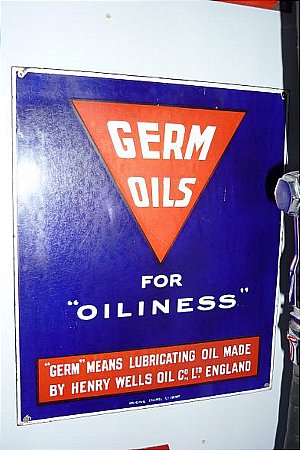 GERM
OILS
FOR
"OILINESS"
"GERM" MEANS LUBRICATING OIL MADE
BY HENRY WELLS OIL Co. LTD. ENGLAND